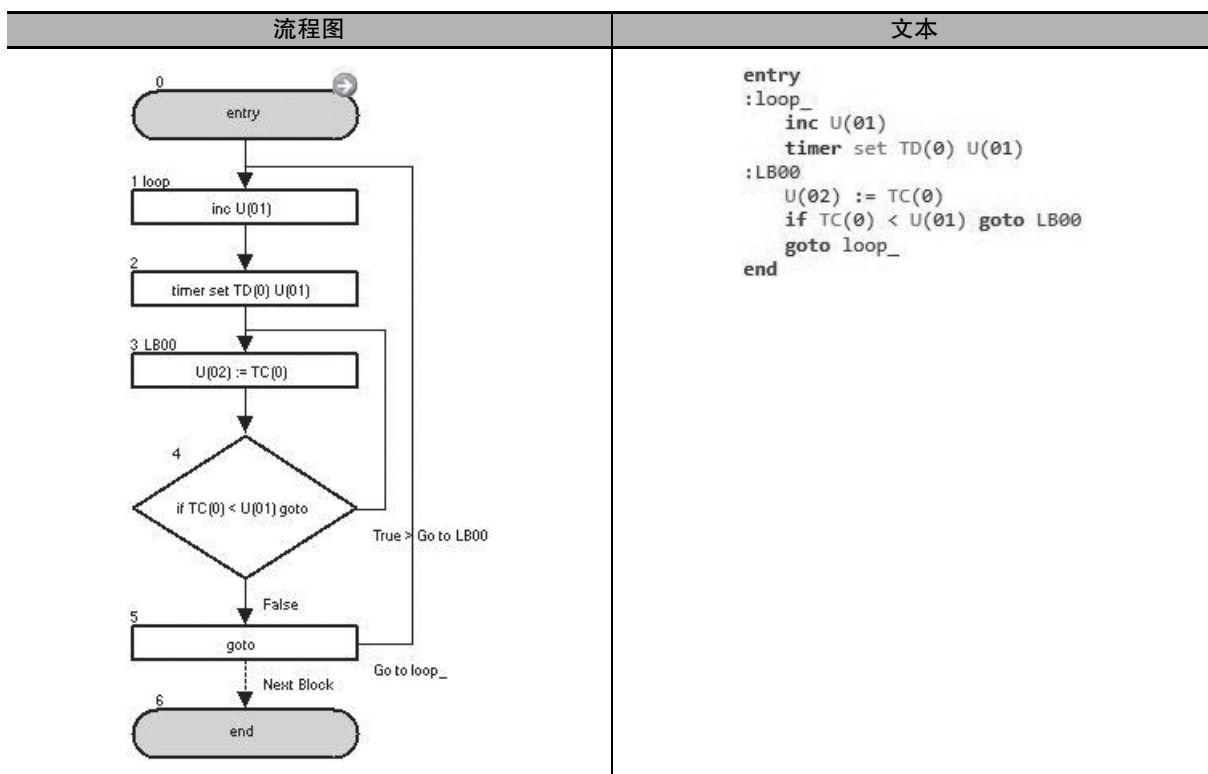 流程图
文本
0
entry
1 loop
inc U(01)
2
timer set TD(0) U(01)
3 LB00
U(02) := TC(0)
4
if TC(0) < U(01) goto
True > Go to LB00
False
5
goto
Go to loop_
Next Block
6
end
entry
:loop_
inc U(01)
timer set TD(0) U(01)
:LB00
U(02) := TC(0)
if TC(0) < U(01) goto LB00
goto loop_
end